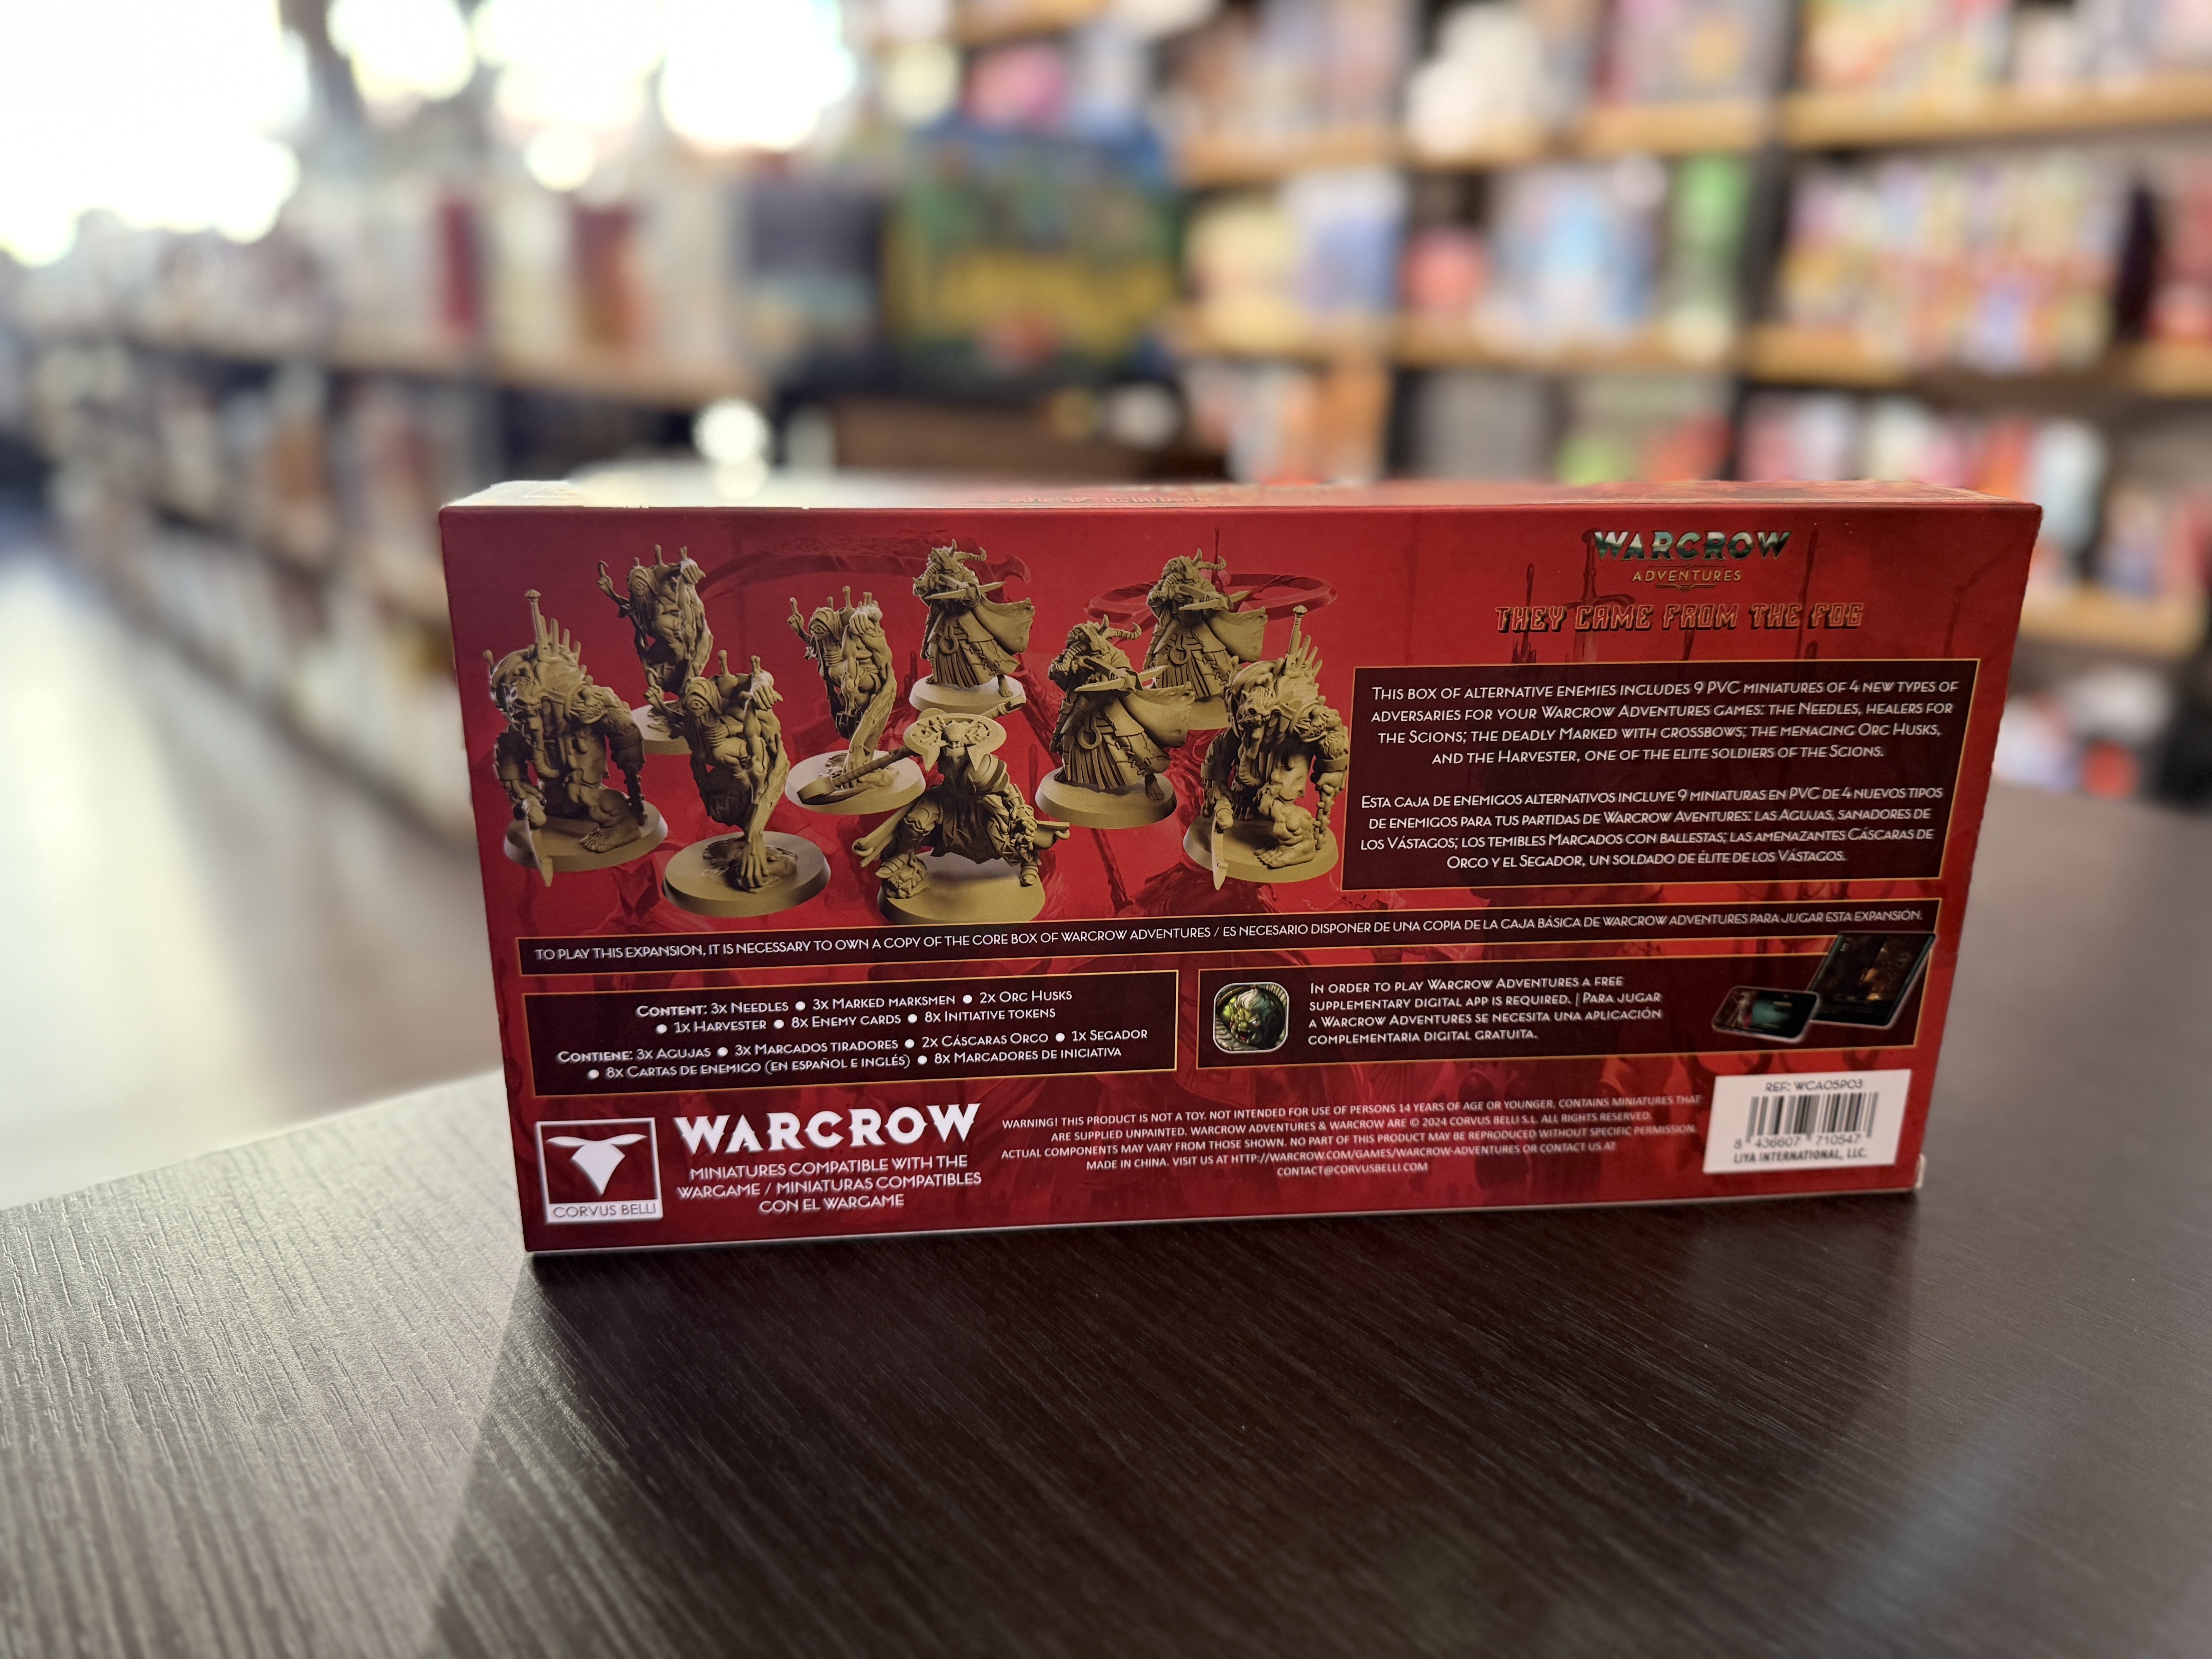 WARCROW
ADVENTURES
THEY CAME FROM THE FOG
THIS BOX OF ALTERNATIVE ENEMIES INCLUDES 9 PVC MINIATURES OF 4 NEW TYPES OF
ADVERSARIES FOR YOUR WARCROW ADVENTURES GAMES: THE NEEDLES, HEALERS FOR
THE SCIONS; THE DEADLY MARKED WITH CROSSBOWS; THE MENACING ORC HUSKS,
AND THE HARVESTER, ONE OF THE ELITE SOLDIERS OF THE SCIONS.
ESTA CAJA DE ENEMIGOS ALTERNATIVOS INCLUYE 9 MINIATURAS EN PVC DE 4 NUEVOS TIPOS
DE ENEMIGOS PARA TUS PARTIDAS DE WARCROW AVENTURES: LAS AGUJAS, SANADORES DE
LOS VÁSTAGOS; LOS TEMIBLES MARCADOS CON BALLESTAS; LAS AMENAZANTES CÁSCARAS DE
ORCO Y EL SEGADOR, UN SOLDADO DE ÉLITE DE LOS VÁSTAGOS.
TO PLAY THIS EXPANSION, IT IS NECESSARY TO OWN A COPY OF THE CORE BOX OF WARCROW ADVENTURES / ES NECESARIO DISPONER DE UNA COPIA DE LA CAJA BÁSICA DE WARCROW ADVENTURES PARA JUGAR ESTA EXPANSIÓN.
CONTENT: 3X NEEDLES ● 3X MARKED MARKSMEN ● 2X ORC HUSKS
● 1X HARVESTER ● 8X ENEMY CARDS ● 8X INITIATIVE TOKENS
CONTIENE: 3X AGUJAS ● 3X MARCADOS TIRADORES ● 2X CÁSCARAS ORCO ● 1X SEGADOR
● 8X CARTAS DE ENEMIGO (EN ESPAÑOL E INGLÉS) ● 8X MARCADORES DE INICIATIVA
IN ORDER TO PLAY WARCROW ADVENTURES A FREE
SUPPLEMENTARY DIGITAL APP IS REQUIRED. | PARA JUGAR
A WARCROW ADVENTURES SE NECESITA UNA APLICACIÓN
COMPLEMENTARIA DIGITAL GRATUITA.
CORVUS BELLI
WARCROW
MINIATURES COMPATIBLE WITH THE
WARGAME / MINIATURAS COMPATIBLES
CON EL WARGAME
WARNING! THIS PRODUCT IS NOT A TOY. NOT INTENDED FOR USE OF PERSONS 14 YEARS OF AGE OR YOUNGER. CONTAINS MINIATURES THAT
ARE SUPPLIED UNPAINTED. WARCROW ADVENTURES & WARCROW ARE © 2024 CORVUS BELLI S.L. ALL RIGHTS RESERVED.
ACTUAL COMPONENTS MAY VARY FROM THOSE SHOWN. NO PART OF THIS PRODUCT MAY BE REPRODUCED WITHOUT SPECIFIC PERMISSION.
MADE IN CHINA. VISIT US AT HTTP://WARCROW.COM/GAMES/WARCROW-ADVENTURES OR CONTACT US AT
CONTACT@CORVUSBELLI.COM
REF: WCA05P03
8 436607 710547
LIYA INTERNATIONAL, LLC.